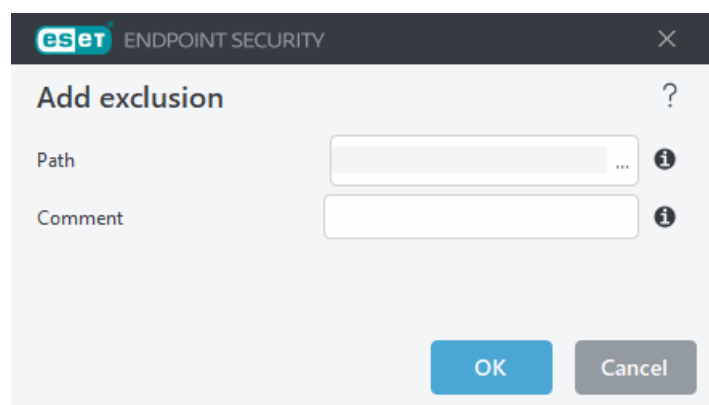 eset ENDPOINT SECURITY
Add exclusion ?
Path ... i
Comment i
OK Cancel